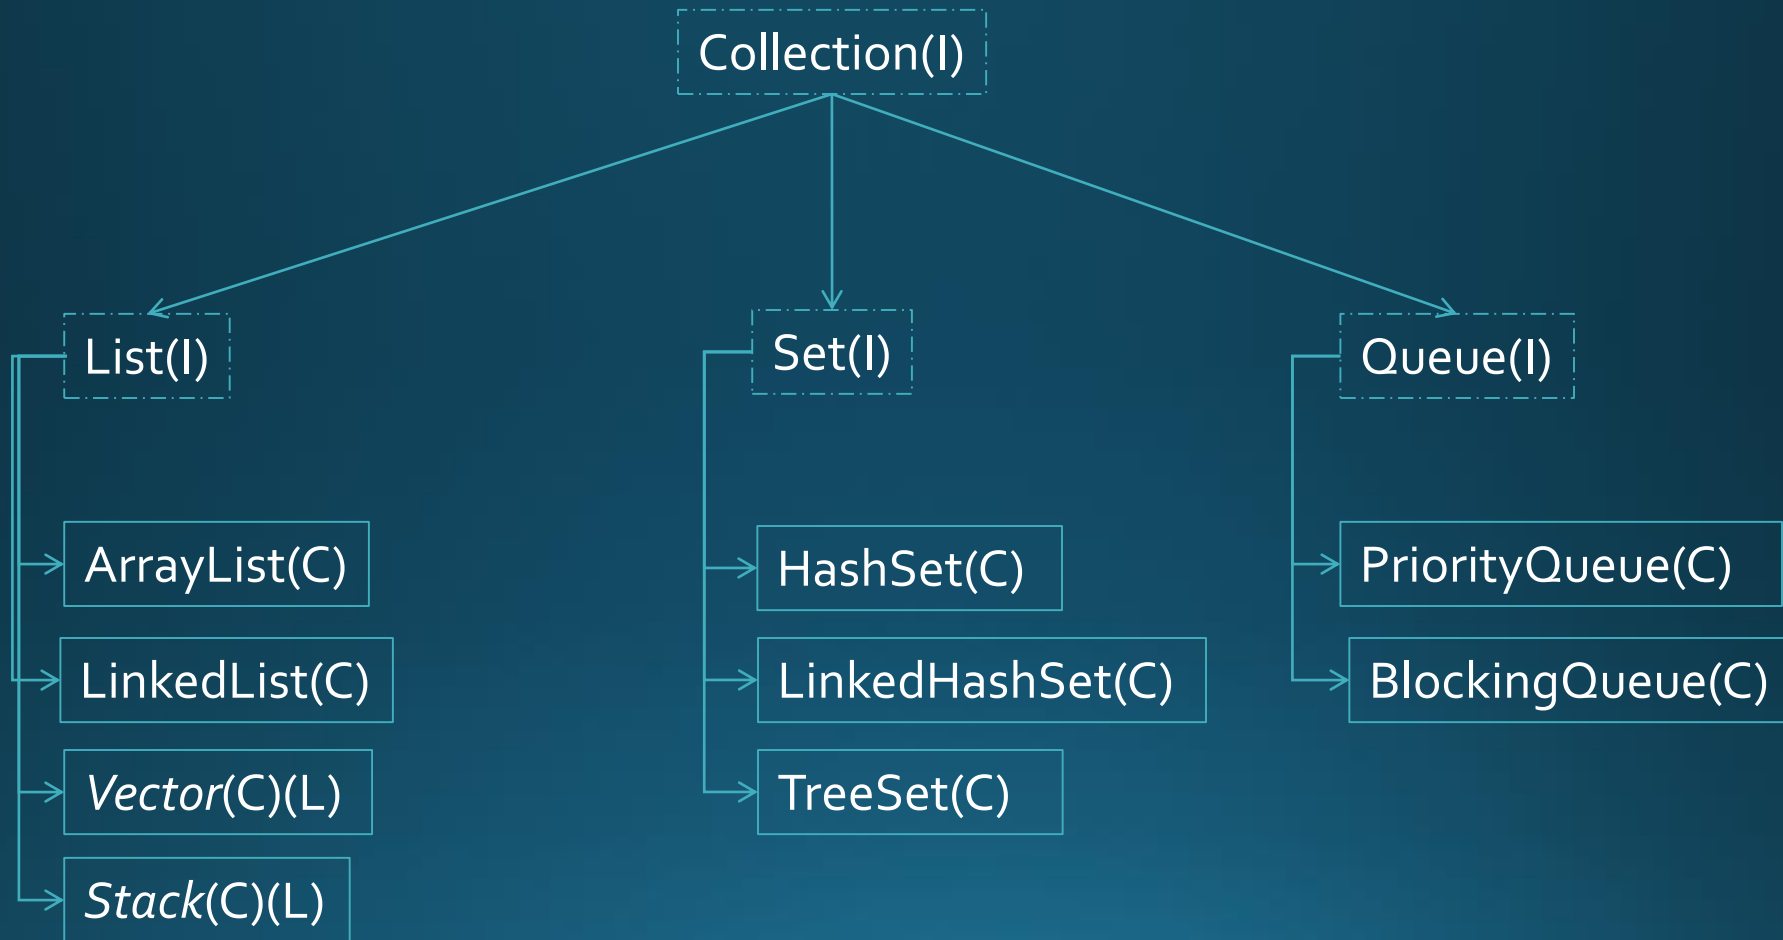 Collection(I)
List(I)
Set(I)
Queue(I)
ArrayList(C)
HashSet(C)
PriorityQueue(C)
LinkedList(C)
LinkedHashSet(C)
BlockingQueue(C)
Vector(C)(L)
TreeSet(C)
Stack(C)(L)